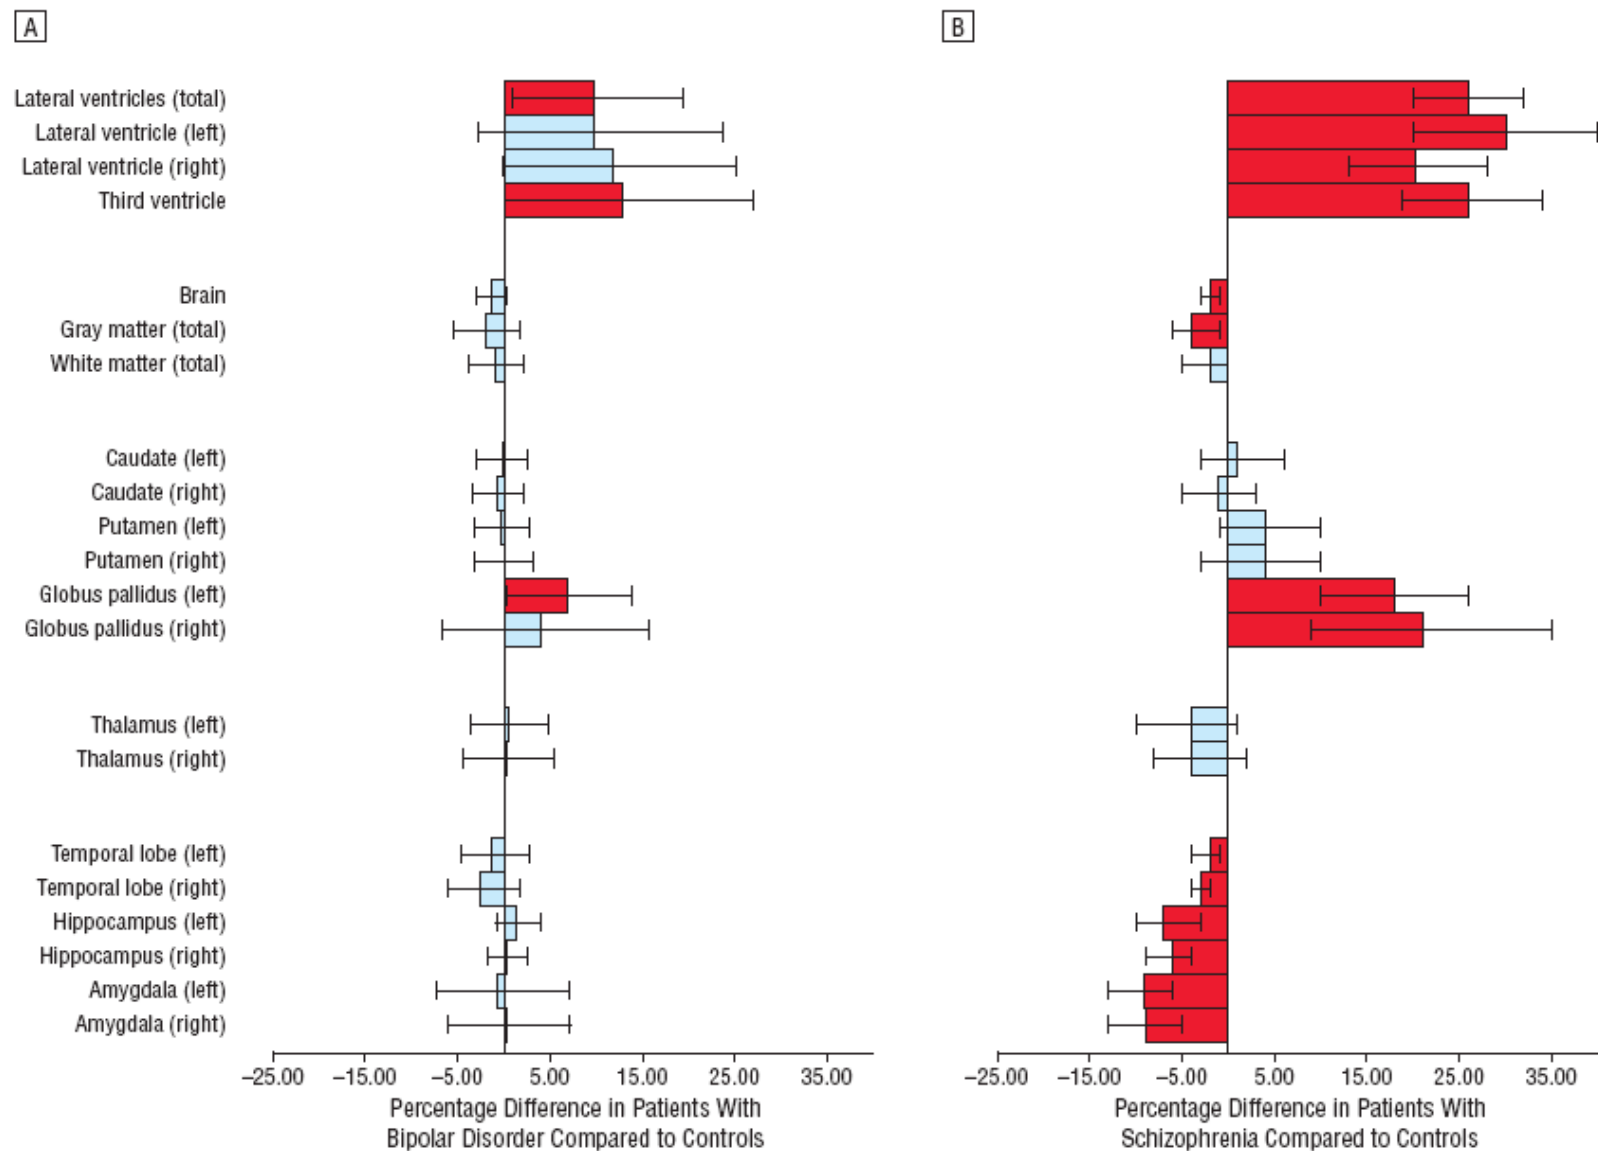 A
B
Lateral ventricles (total)
Lateral ventricle (left)
Lateral ventricle (right)
Third ventricle
Brain
Gray matter (total)
White matter (total)
Caudate (left)
Caudate (right)
Putamen (left)
Putamen (right)
Globus pallidus (left)
Globus pallidus (right)
Thalamus (left)
Thalamus (right)
Temporal lobe (left)
Temporal lobe (right)
Hippocampus (left)
Hippocampus (right)
Amygdala (left)
Amygdala (right)
–25.00 –15.00 –5.00 5.00 15.00 25.00 35.00
Percentage Difference in Patients With
Bipolar Disorder Compared to Controls
–25.00 –15.00 –5.00 5.00 15.00 25.00 35.00
Percentage Difference in Patients With
Schizophrenia Compared to Controls